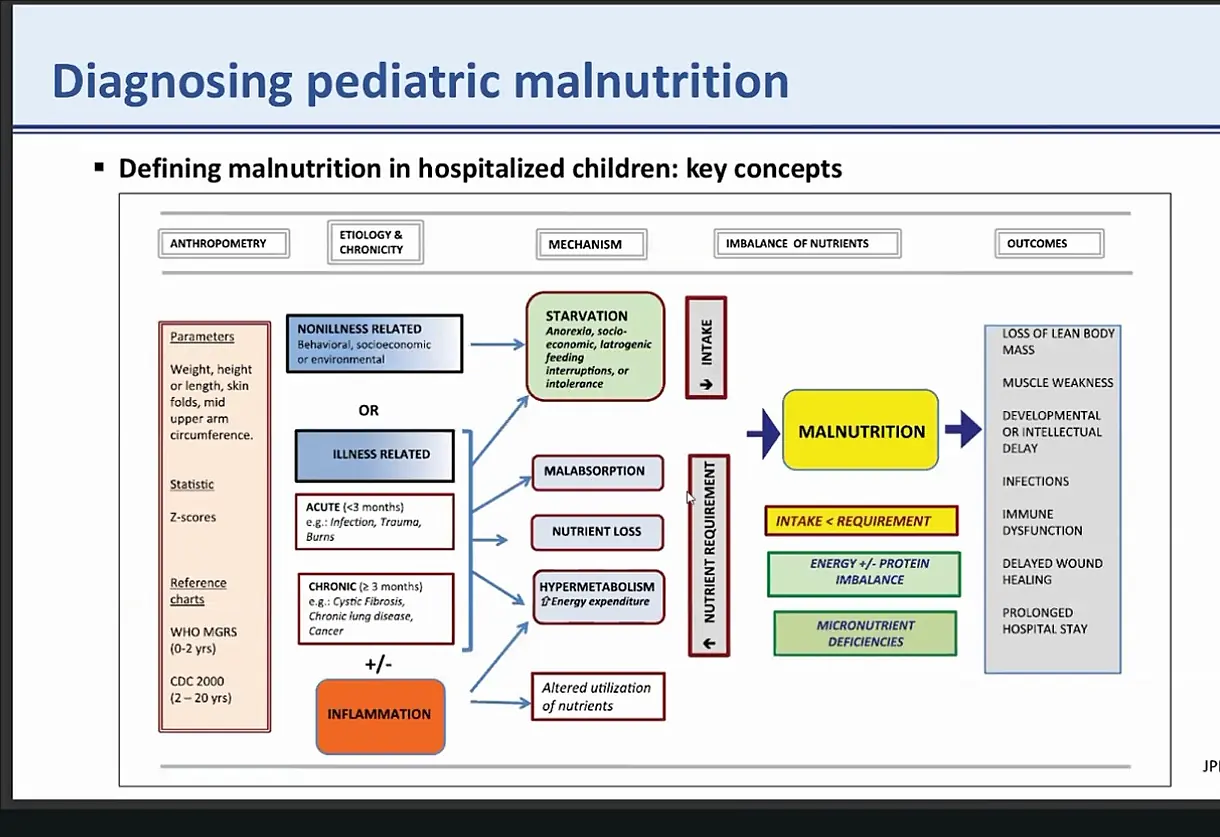 Diagnosing pediatric malnutrition
▪ Defining malnutrition in hospitalized children: key concepts
ANTHROPOMETRY
ETIOLOGY &
CHRONICITY
MECHANISM
IMBALANCE OF NUTRIENTS
OUTCOMES
Parameters
Weight, height
or length, skin
folds, mid
upper arm
circumference.
Statistic
Z-scores
Reference
charts
WHO MGRS
(0-2 yrs)
CDC 2000
(2 – 20 yrs)
NONILLNESS RELATED
Behavioral, socioeconomic
or environmental
OR
ILLNESS RELATED
ACUTE (<3 months)
e.g.: Infection, Trauma,
Burns
CHRONIC (≥ 3 months)
e.g.: Cystic Fibrosis,
Chronic lung disease,
Cancer
+/-
INFLAMMATION
STARVATION
Anorexia, socio-
economic, Iatrogenic
feeding
interruptions, or
intolerance
MALABSORPTION
NUTRIENT LOSS
HYPERMETABOLISM
⇧Energy expenditure
Altered utilization
of nutrients
↓ INTAKE
↑ NUTRIENT REQUIREMENT
MALNUTRITION
INTAKE < REQUIREMENT
ENERGY +/- PROTEIN
IMBALANCE
MICRONUTRIENT
DEFICIENCIES
LOSS OF LEAN BODY
MASS
MUSCLE WEAKNESS
DEVELOPMENTAL
OR INTELLECTUAL
DELAY
INFECTIONS
IMMUNE
DYSFUNCTION
DELAYED WOUND
HEALING
PROLONGED
HOSPITAL STAY